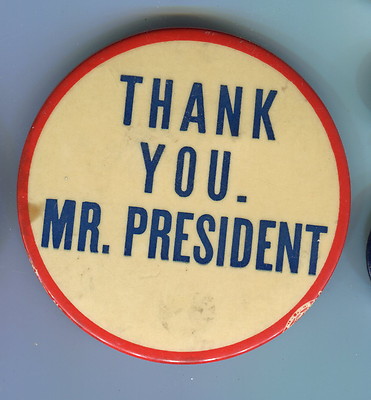 THANK
YOU.
MR. PRESIDENT